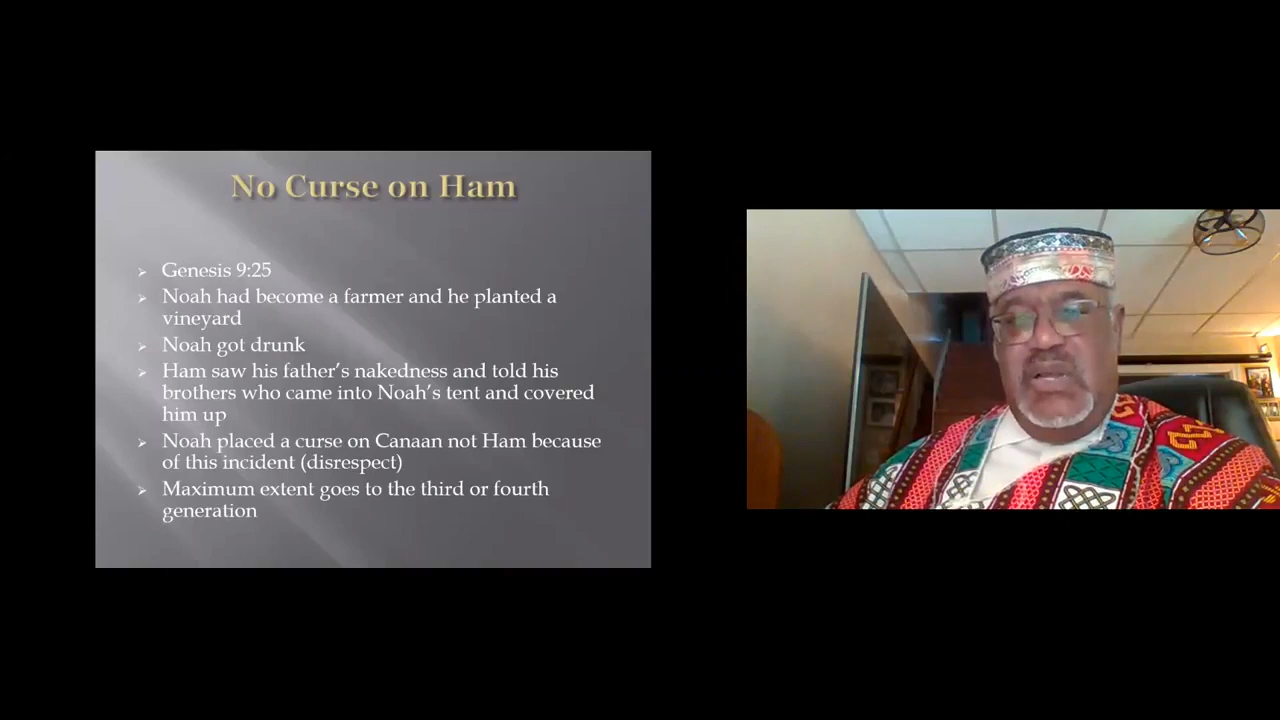 No Curse on Ham
Genesis 9:25
Noah had become a farmer and he planted a
vineyard
Noah got drunk
Ham saw his father’s nakedness and told his
brothers who came into Noah’s tent and covered
him up
Noah placed a curse on Canaan not Ham because
of this incident (disrespect)
Maximum extent goes to the third or fourth
generation